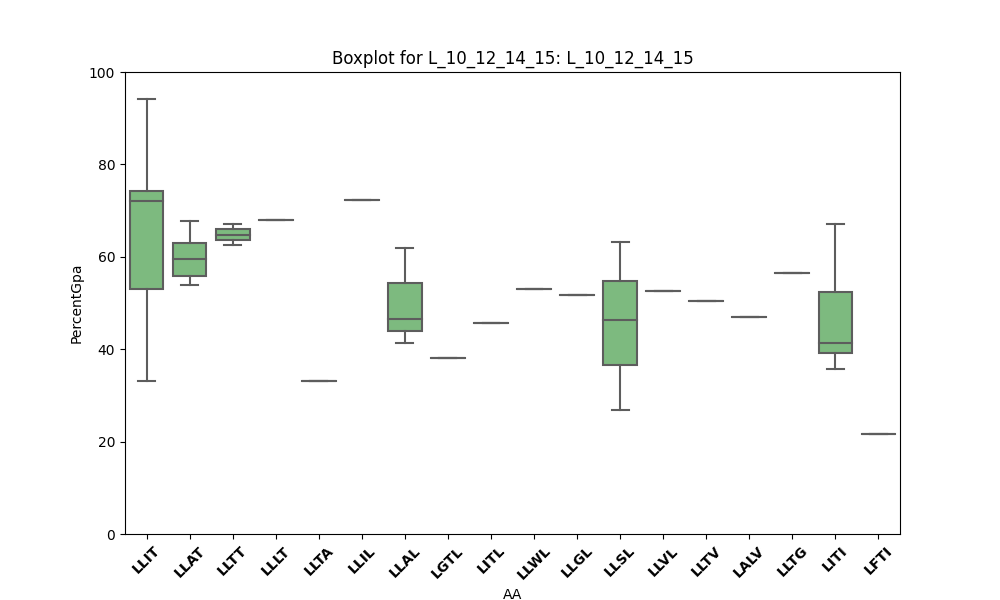 Boxplot for L_10_12_14_15: L_10_12_14_15
100
80
60
40
20
0
PercentGpa
LLIT
LLAT
LLTT
LLLT
LLTA
LLIL
LLAL
LGTL
LITL
LLWL
LLGL
LLSL
LLVL
LLTV
LALV
LLTG
LITI
LFTI
AA